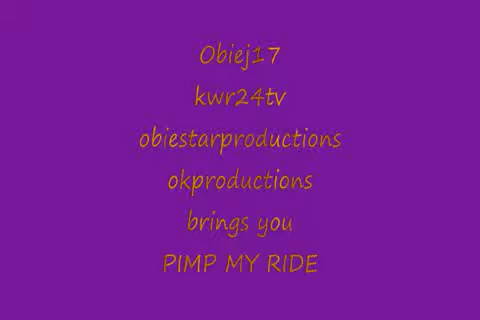 Obiej17
kwr24tv
obiestarproductions
okproductions
brings you
PIMP MY RIDE